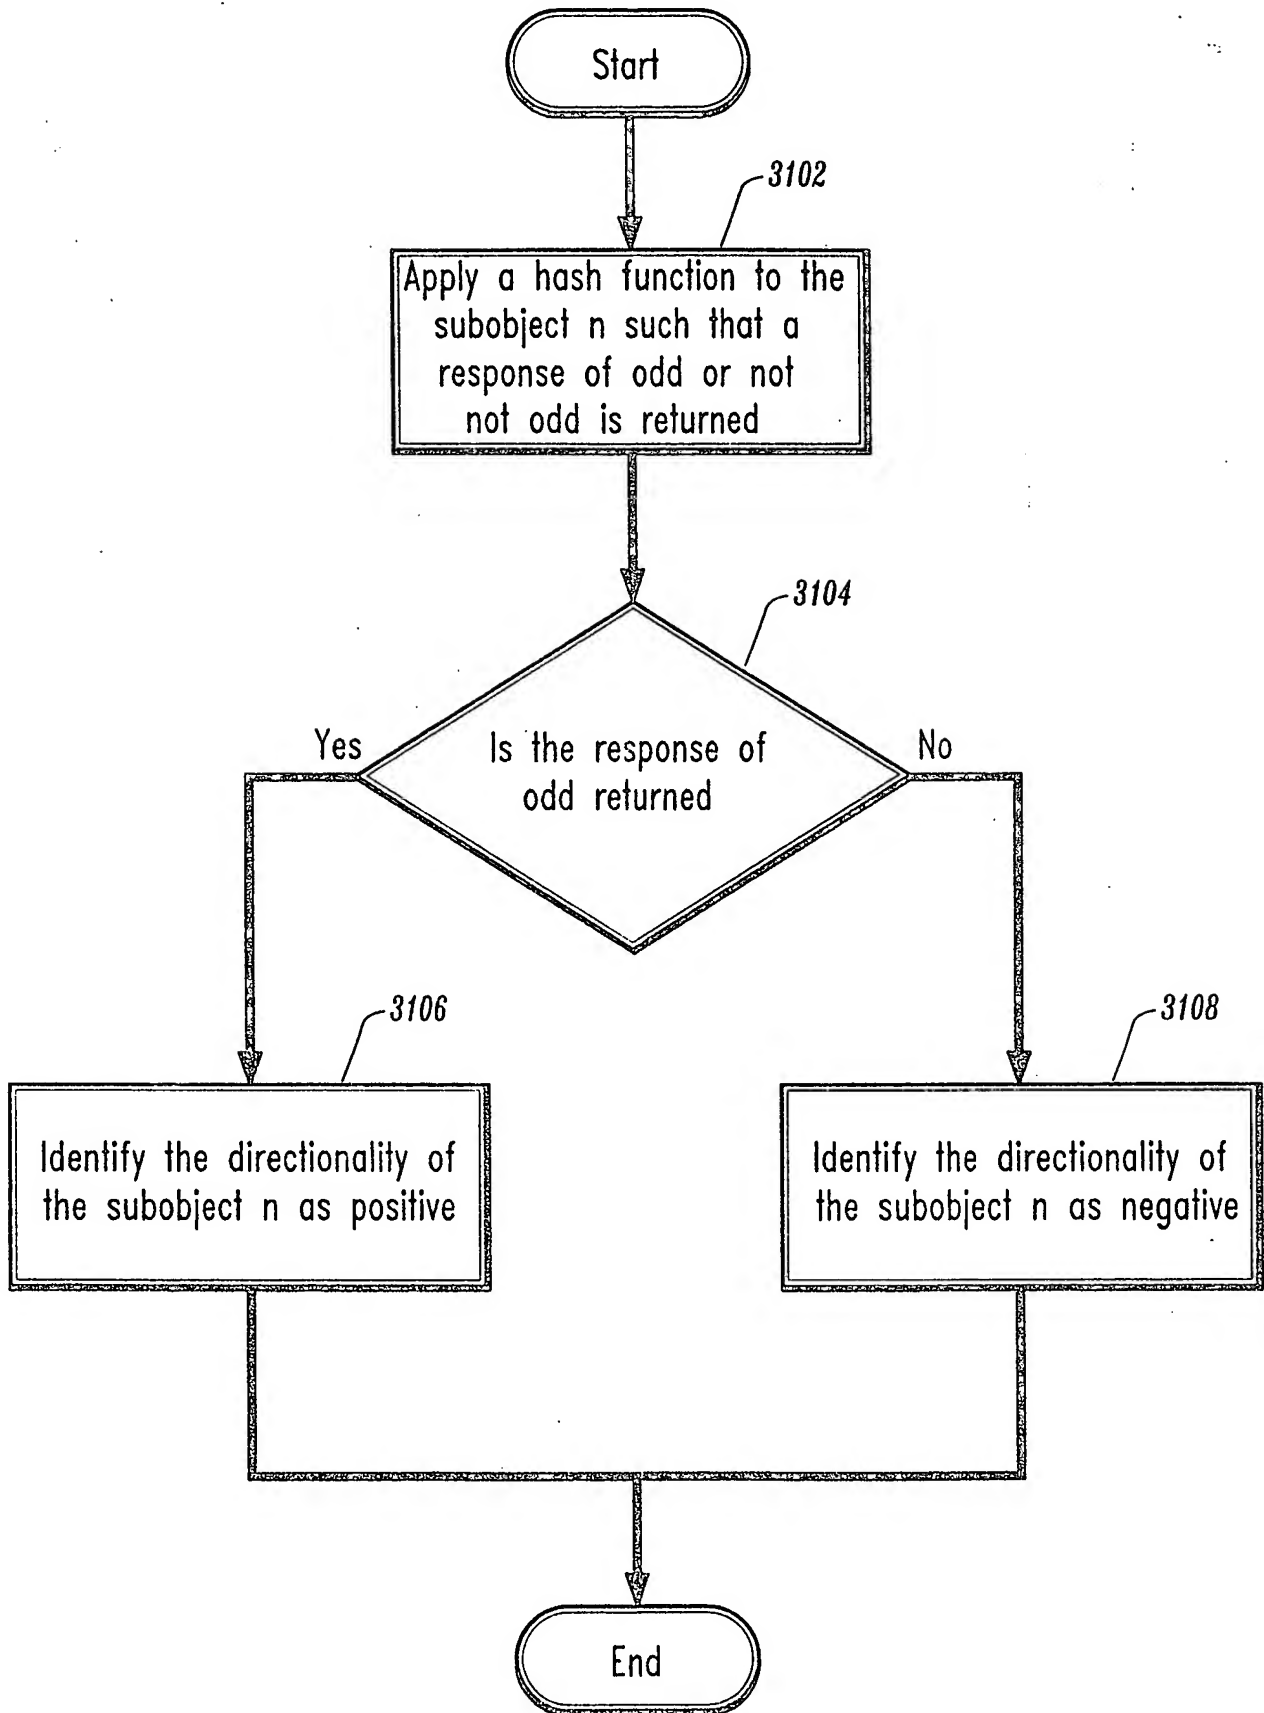 Start
3102
Apply a hash function to the
subobject n such that a
response of odd or not
not odd is returned
3104
Yes
Is the response of
odd returned
No
3106
3108
Identify the directionality of
the subobject n as positive
Identify the directionality of
the subobject n as negative
End